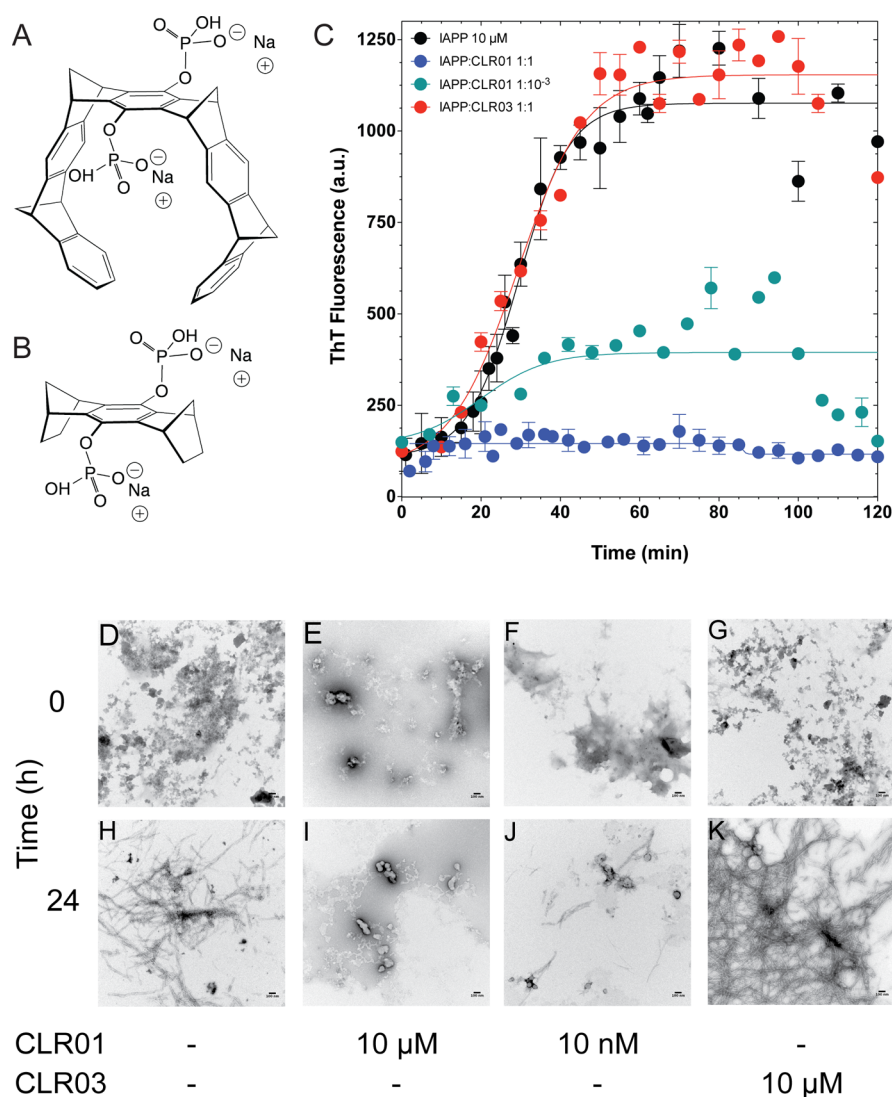 A
OH
P
O
⊖
Na
⊕
O
O
O
P
O
⊖
Na
⊕
OH
O
B
O
OH
P
O
⊖
Na
⊕
O
O
P
O
⊖
Na
⊕
OH
O
C
IAPP 10 µM
IAPP:CLR01 1:1
IAPP:CLR01 1:10⁻³
IAPP:CLR03 1:1
ThT Fluorescence (a.u.)
1250
1000
750
500
250
0
0 20 40 60 80 100 120
Time (min)
D E F G
0
H I J K
24
Time (h)
CLR01 - 10 µM 10 nM -
CLR03 - - - 10 µM